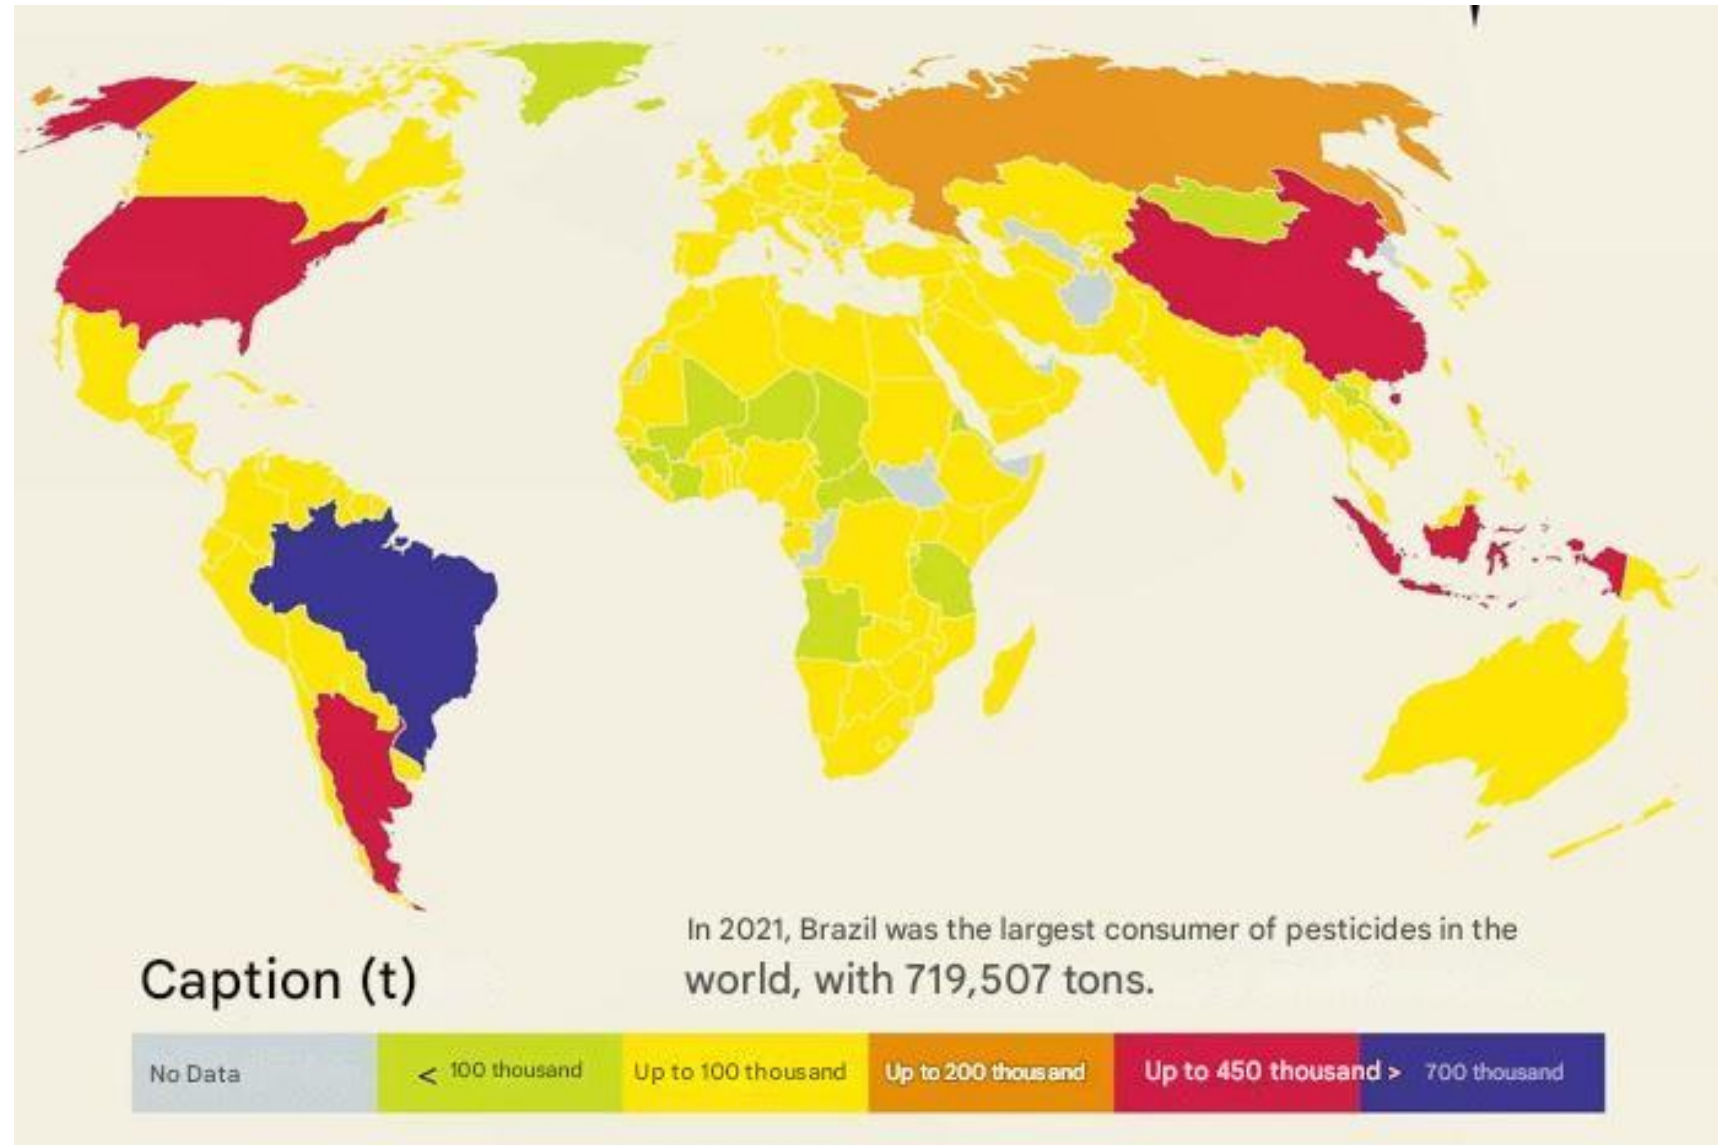 In 2021, Brazil was the largest consumer of pesticides in the
world, with 719,507 tons.
Caption (t)
No Data
< 100 thousand
Up to 100 thousand
Up to 200 thousand
Up to 450 thousand >
700 thousand